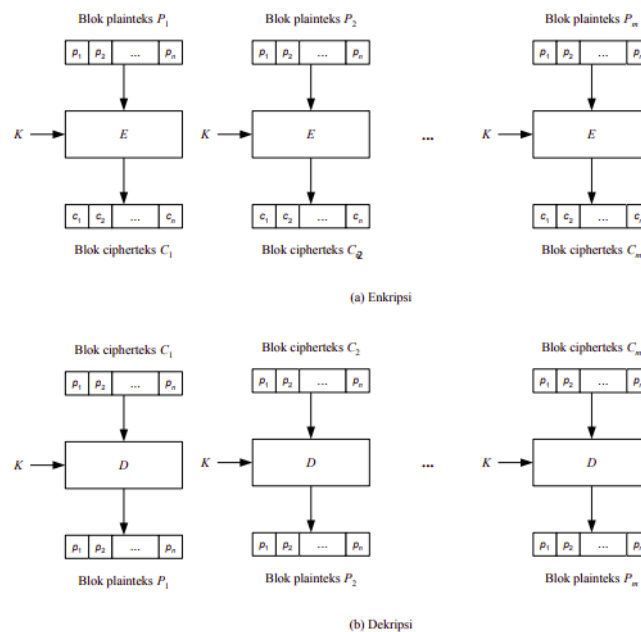 Blok plainteks P1 Blok plainteks P2 Blok plainteks Pm
p1 p2 ... pn p1 p2 ... pn p1 p2 ...
K E K E ... K E
c1 c2 ... cn c1 c2 ... cn c1 c2 ...
Blok cipherteks C1 Blok cipherteks C2 Blok cipherteks Cm
(a) Enkripsi
Blok cipherteks C1 Blok cipherteks C2 Blok cipherteks Cm
p1 p2 ... pn p1 p2 ... pn p1 p2 ...
K D K D ... K D
p1 p2 ... pn p1 p2 ... pn p1 p2 ...
Blok plainteks P1 Blok plainteks P2 Blok plainteks Pm
(b) Dekripsi